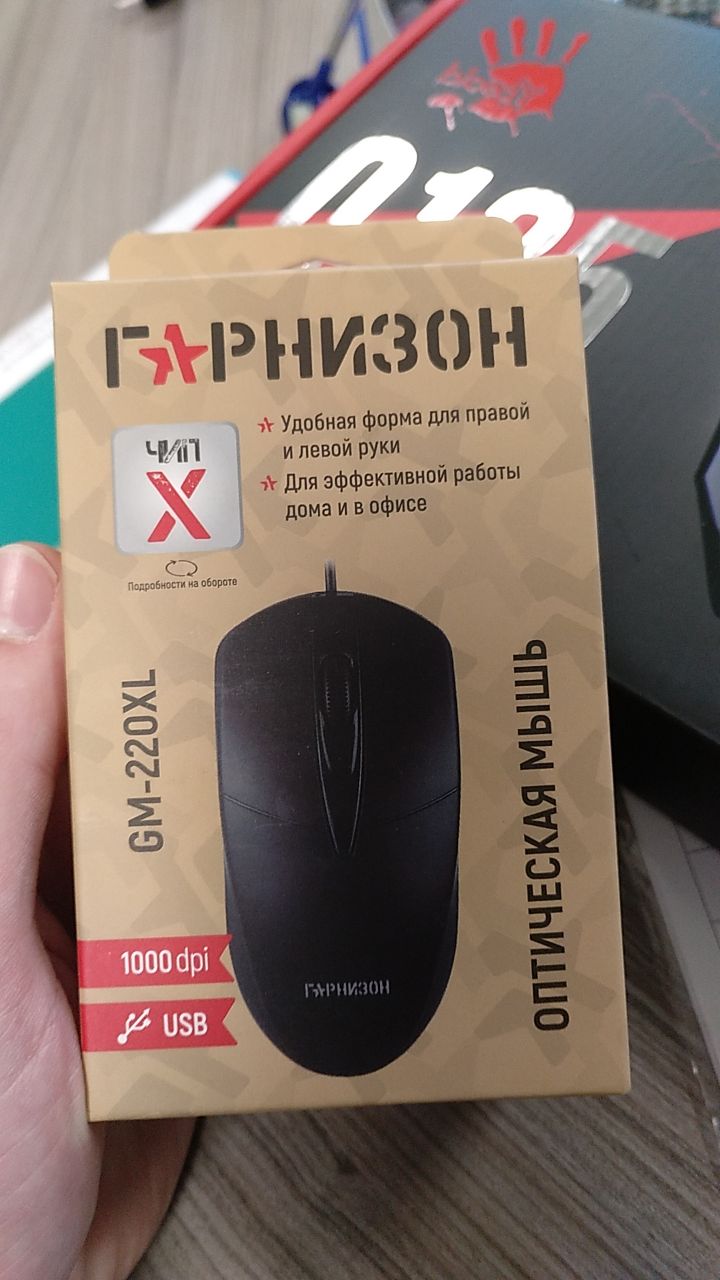 bloody
ГАРНИЗОН
ЧИП
X
Подробности на обороте
Удобная форма для правой
и левой руки
Для эффективной работы
дома и в офисе
GM-220XL
ОПТИЧЕСКАЯ МЫШЬ
1000 dpi
USB
ГАРНИЗОН